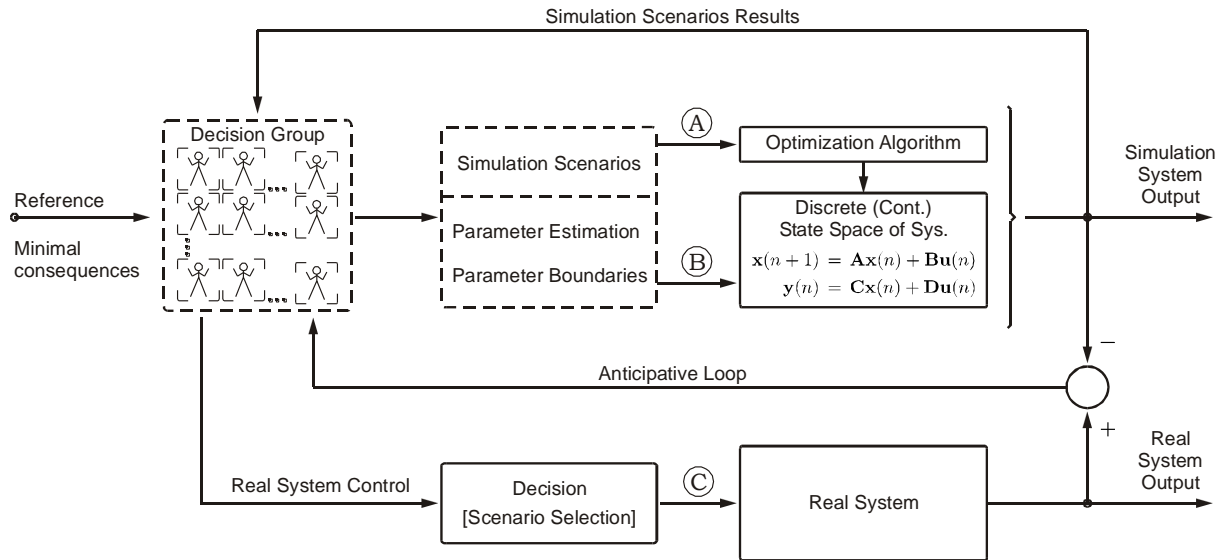 Simulation Scenarios Results
Decision Group
Reference
Minimal
consequences
Simulation Scenarios
Parameter Estimation
Parameter Boundaries
A
B
Optimization Algorithm
Discrete (Cont.)
State Space of Sys.
x(n + 1) = Ax(n) + Bu(n)
y(n) = Cx(n) + Du(n)
Simulation
System
Output
−
Anticipative Loop
+
Real System Control
Decision
[Scenario Selection]
C
Real System
Real
System
Output